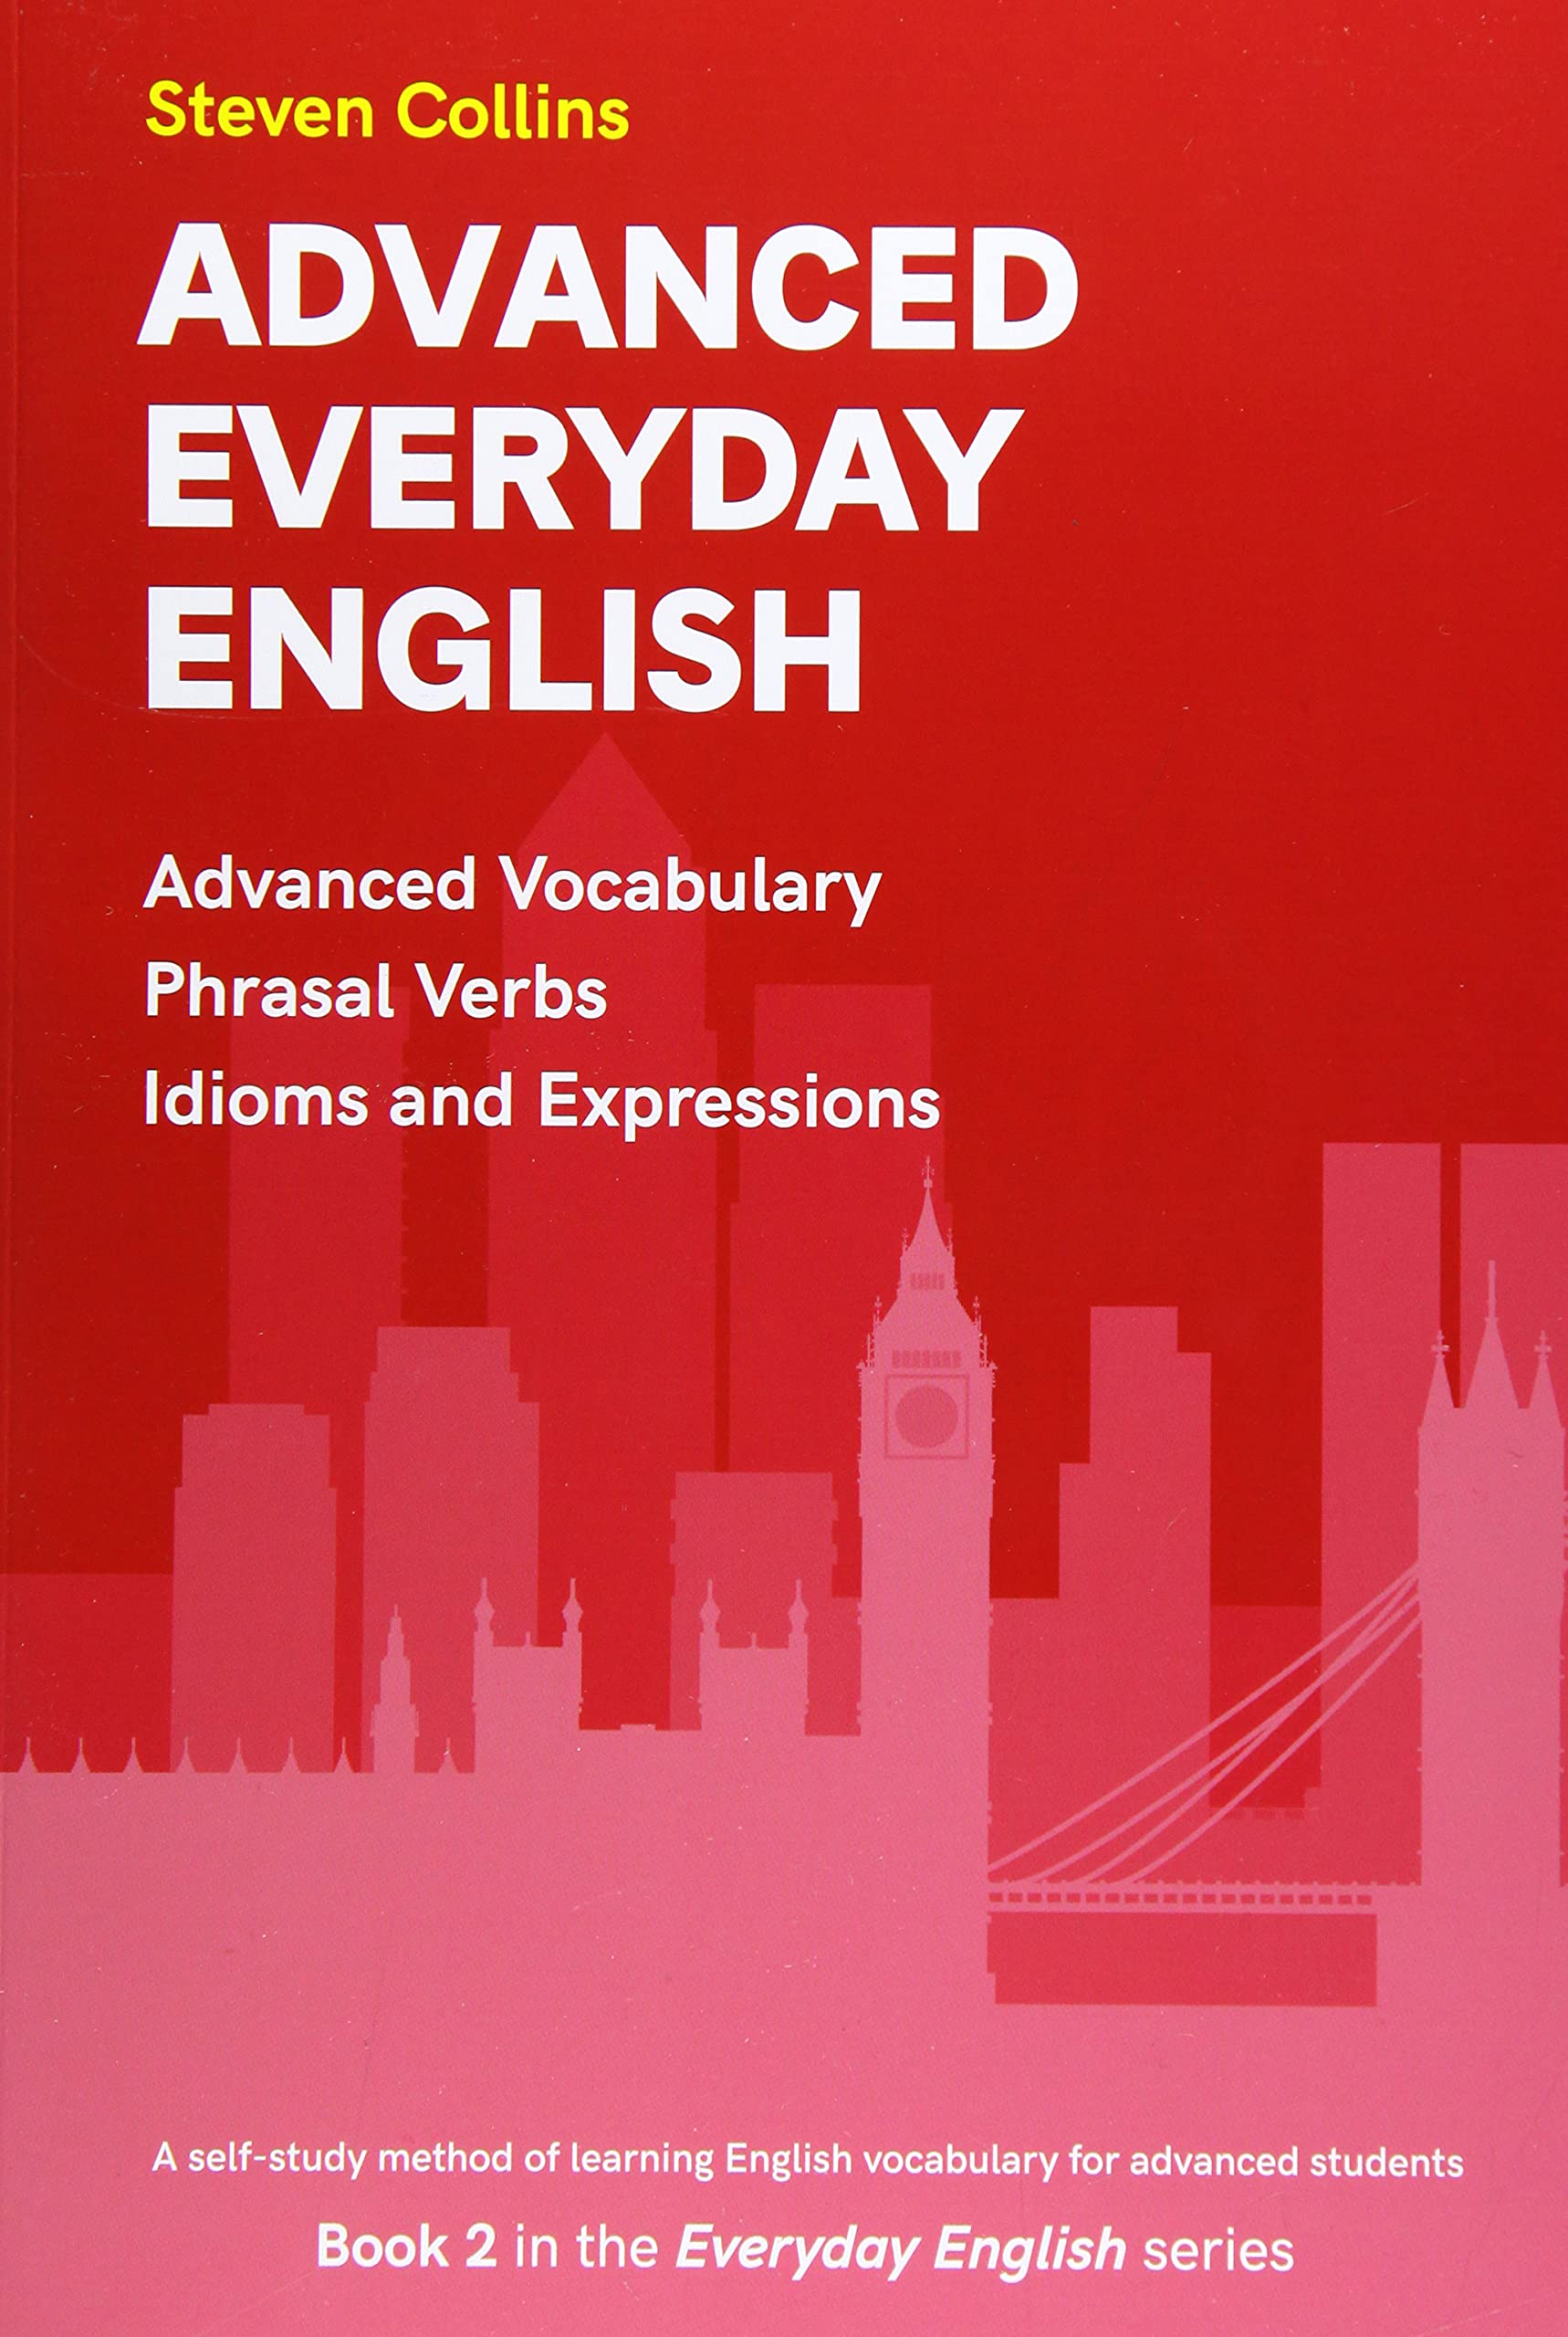 Steven Collins
ADVANCED
EVERYDAY
ENGLISH
Advanced Vocabulary
Phrasal Verbs
Idioms and Expressions
A self-study method of learning English vocabulary for advanced students
Book 2 in the Everyday English series